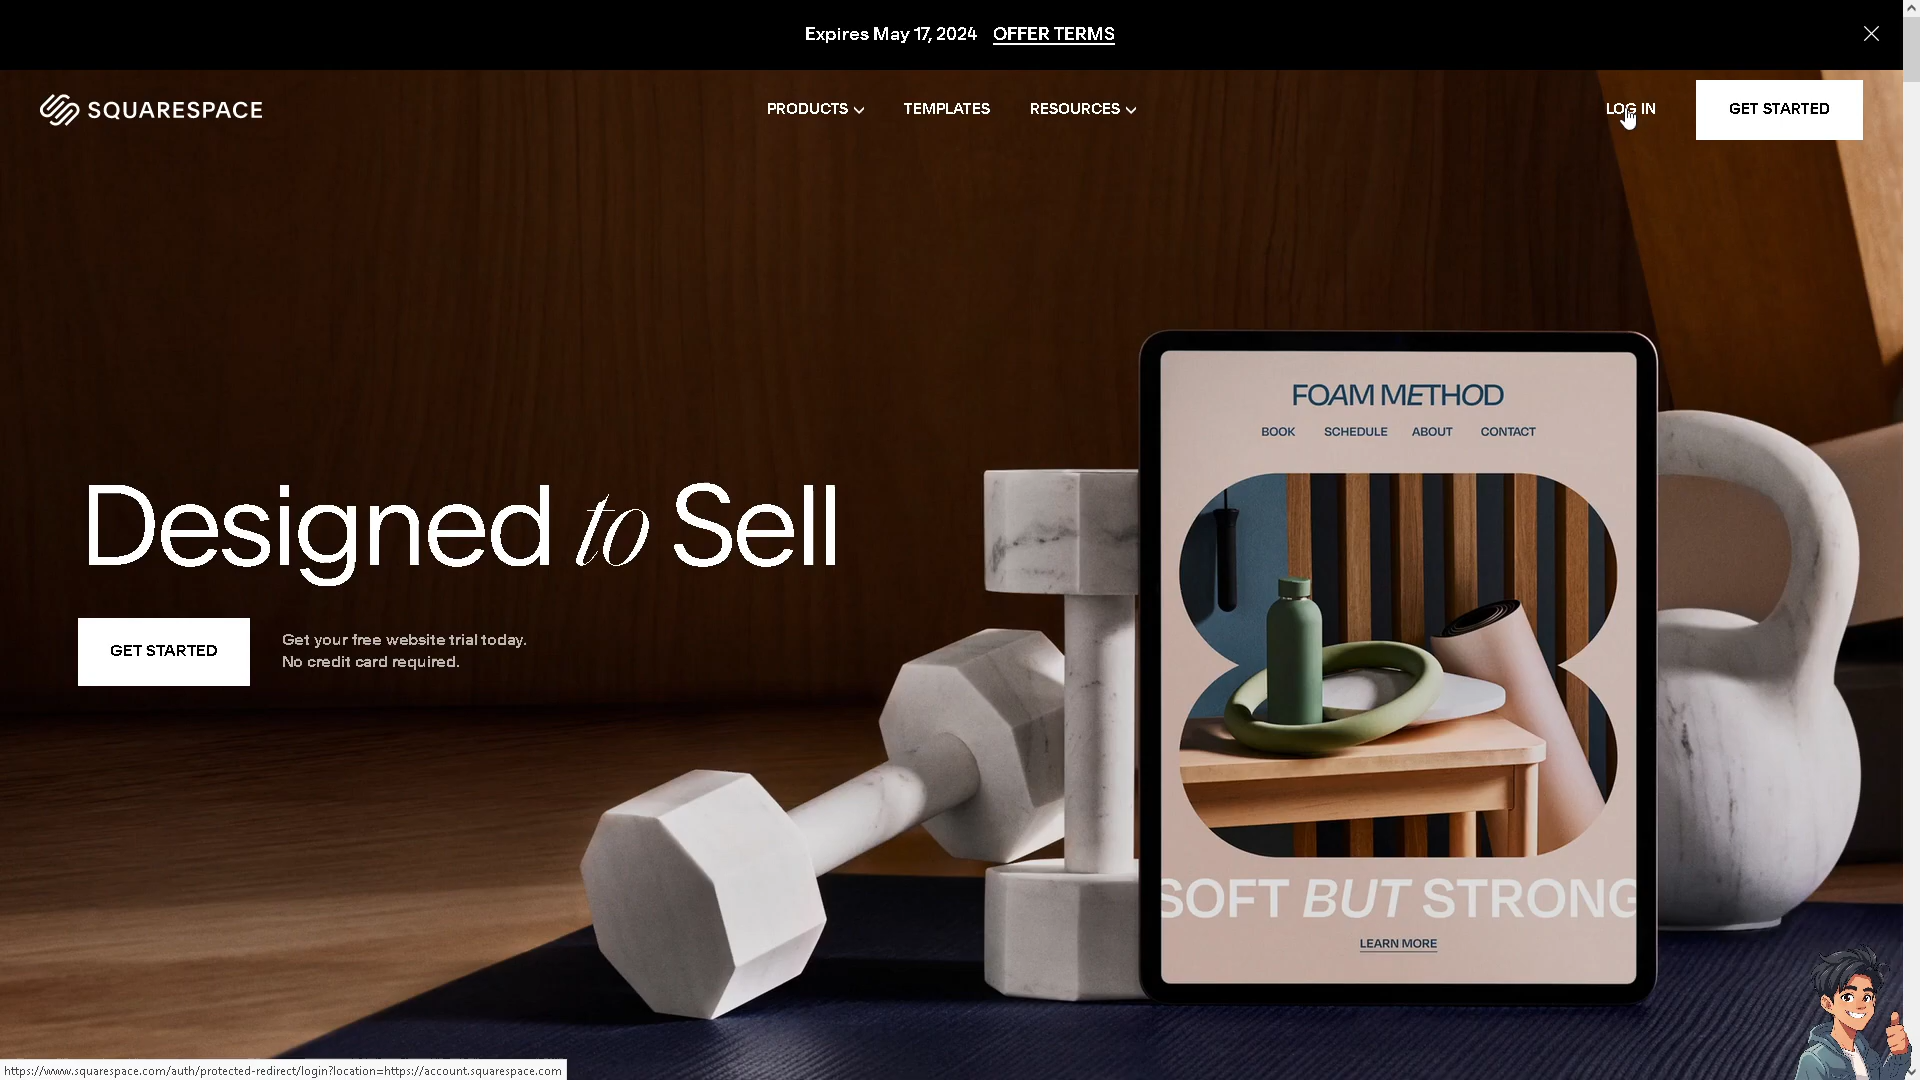 Expires May 17, 2024 OFFER TERMS
SQUARESPACE
PRODUCTS TEMPLATES RESOURCES
LOG IN
GET STARTED
FOAM METHOD
BOOK SCHEDULE ABOUT CONTACT
Designed to Sell
GET STARTED
Get your free website trial today.
No credit card required.
SOFT BUT STRONG
LEARN MORE
https://www.squarespace.com/auth/protected-redirect/login?location=https://account.squarespace.com